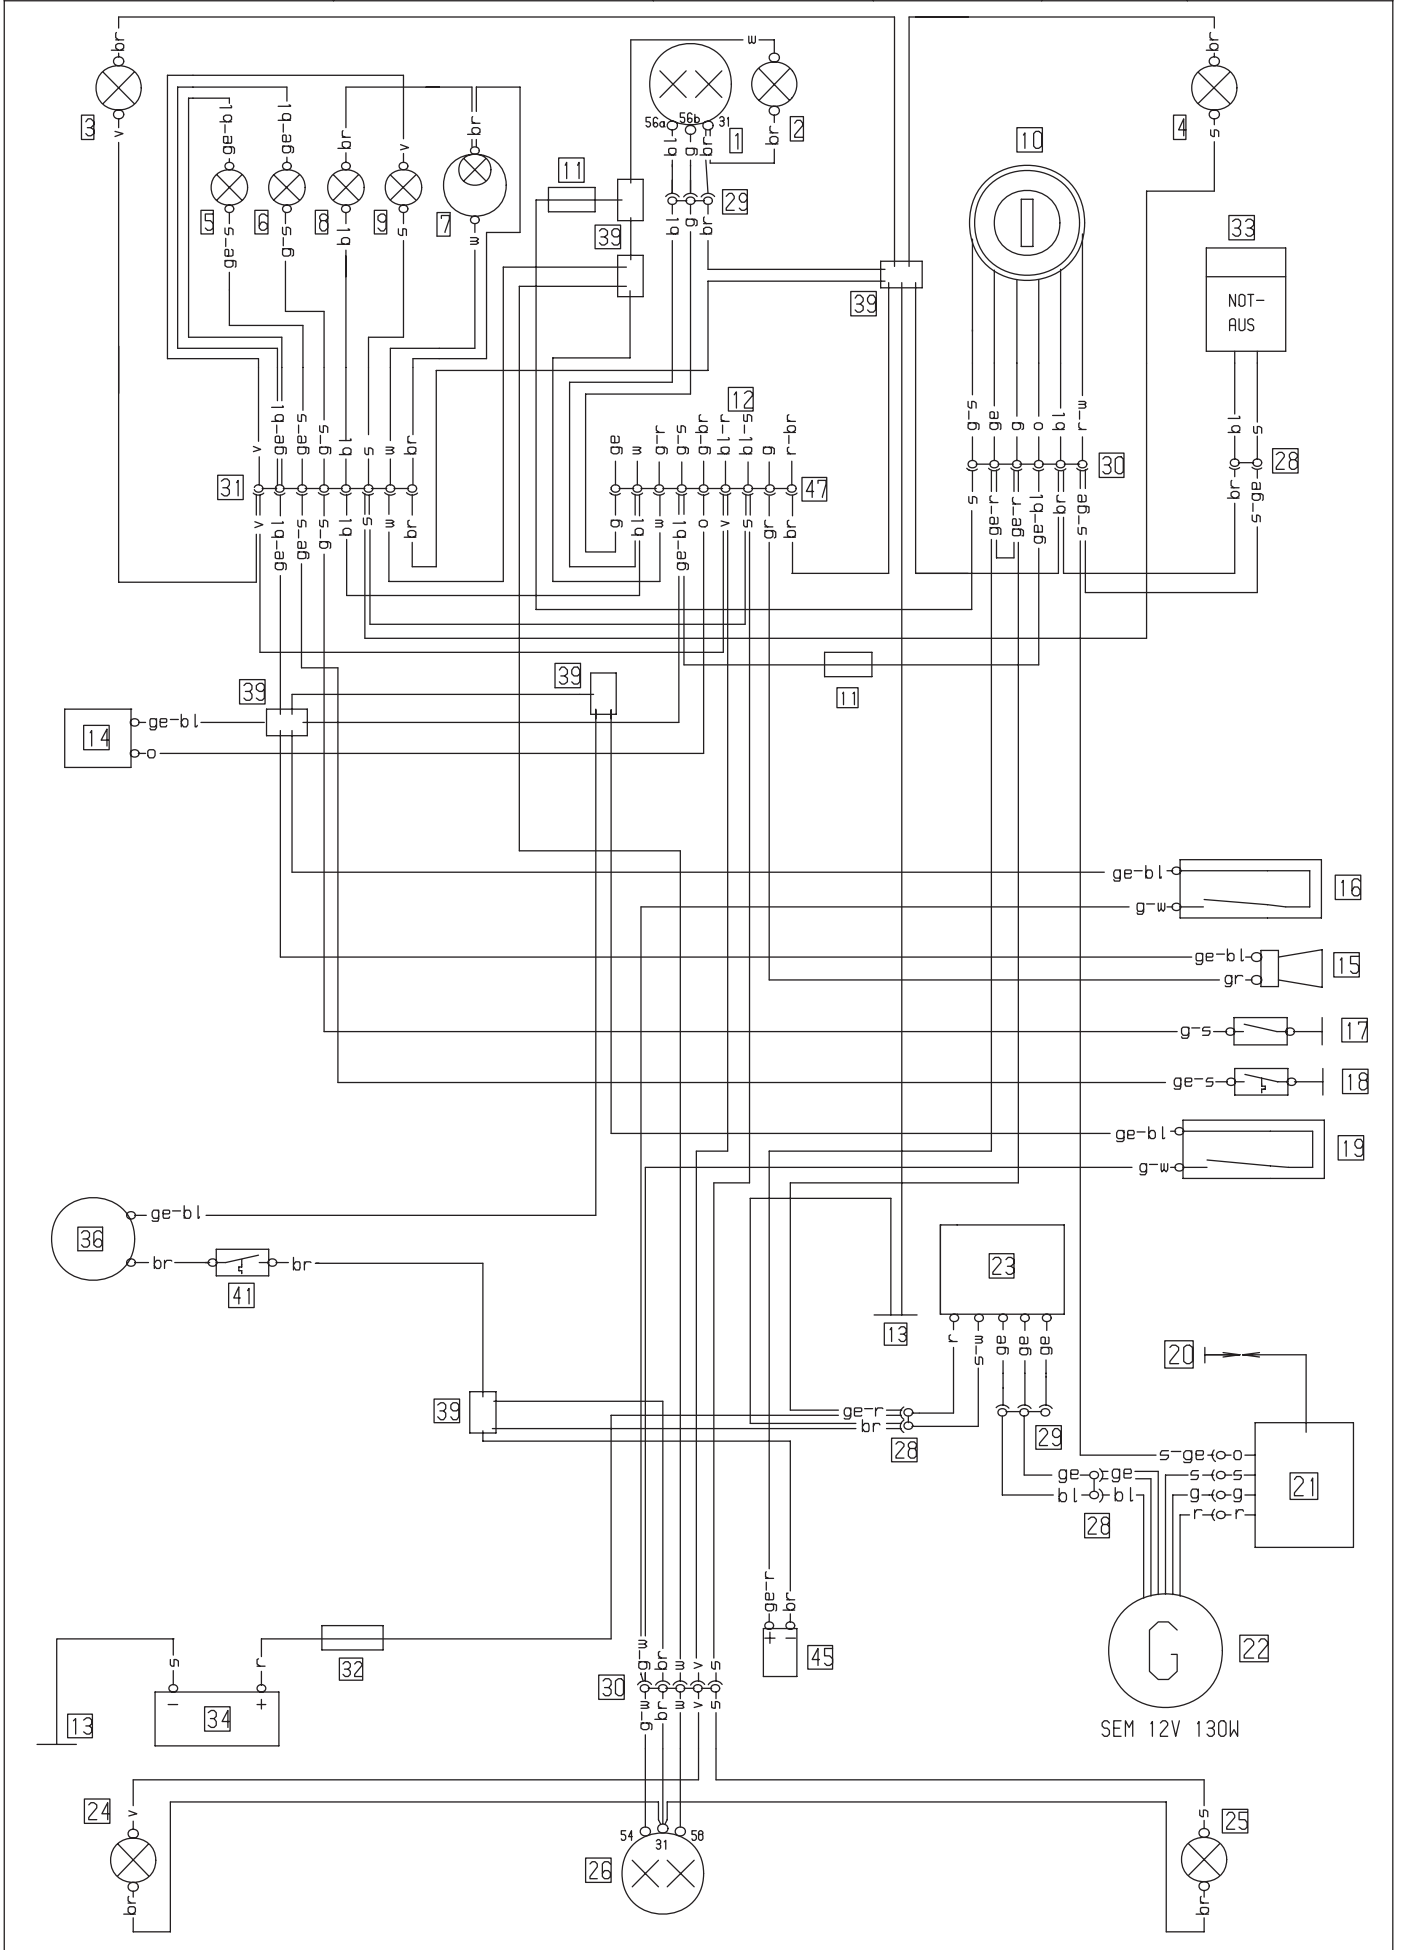 br
w
br
3
v
56a
56b
31
1
2
bl
g
br
br
4
s
10
ge-bl
ge-bl
br
v
br
5
6
8
9
7
ge-s
g-s
bl
s
w
11
39
29
bl
g
br
39
33
NOT-
AUS
12
v
ge-bl
ge-s
g-s
bl
s
w
br
31
v
ge-bl
ge-s
g-s
bl
s
w
br
ge
w
g-r
g-s
g-br
bl-r
bl-s
g
r-br
47
g
bl
w
ge-bl
o
v
s
gr
br
s-g
ge
g
o
bl
w-r
30
s
ge-r
ge-r
ge-bl
br
s-ge
bl
s
28
br
s-ge
39
39
11
14
ge-bl
o
ge-bl
g-w
16
ge-bl
gr
15
g-s
17
ge-s
18
ge-bl
g-w
19
36
ge-bl
br
41
br
13
23
r
w-s
ge
ge
ge
20
39
ge-r
br
28
29
s-ge
o
s
s
g
g
r
r
21
ge
ge
bl
bl
28
G
22
SEM 12V 130W
ge-r
br
+
−
45
13
s
r
−
+
34
32
30
w-g
br
w
v
s
g-w
br
w
v
s
24
v
br
54
31
58
26
25
s
br